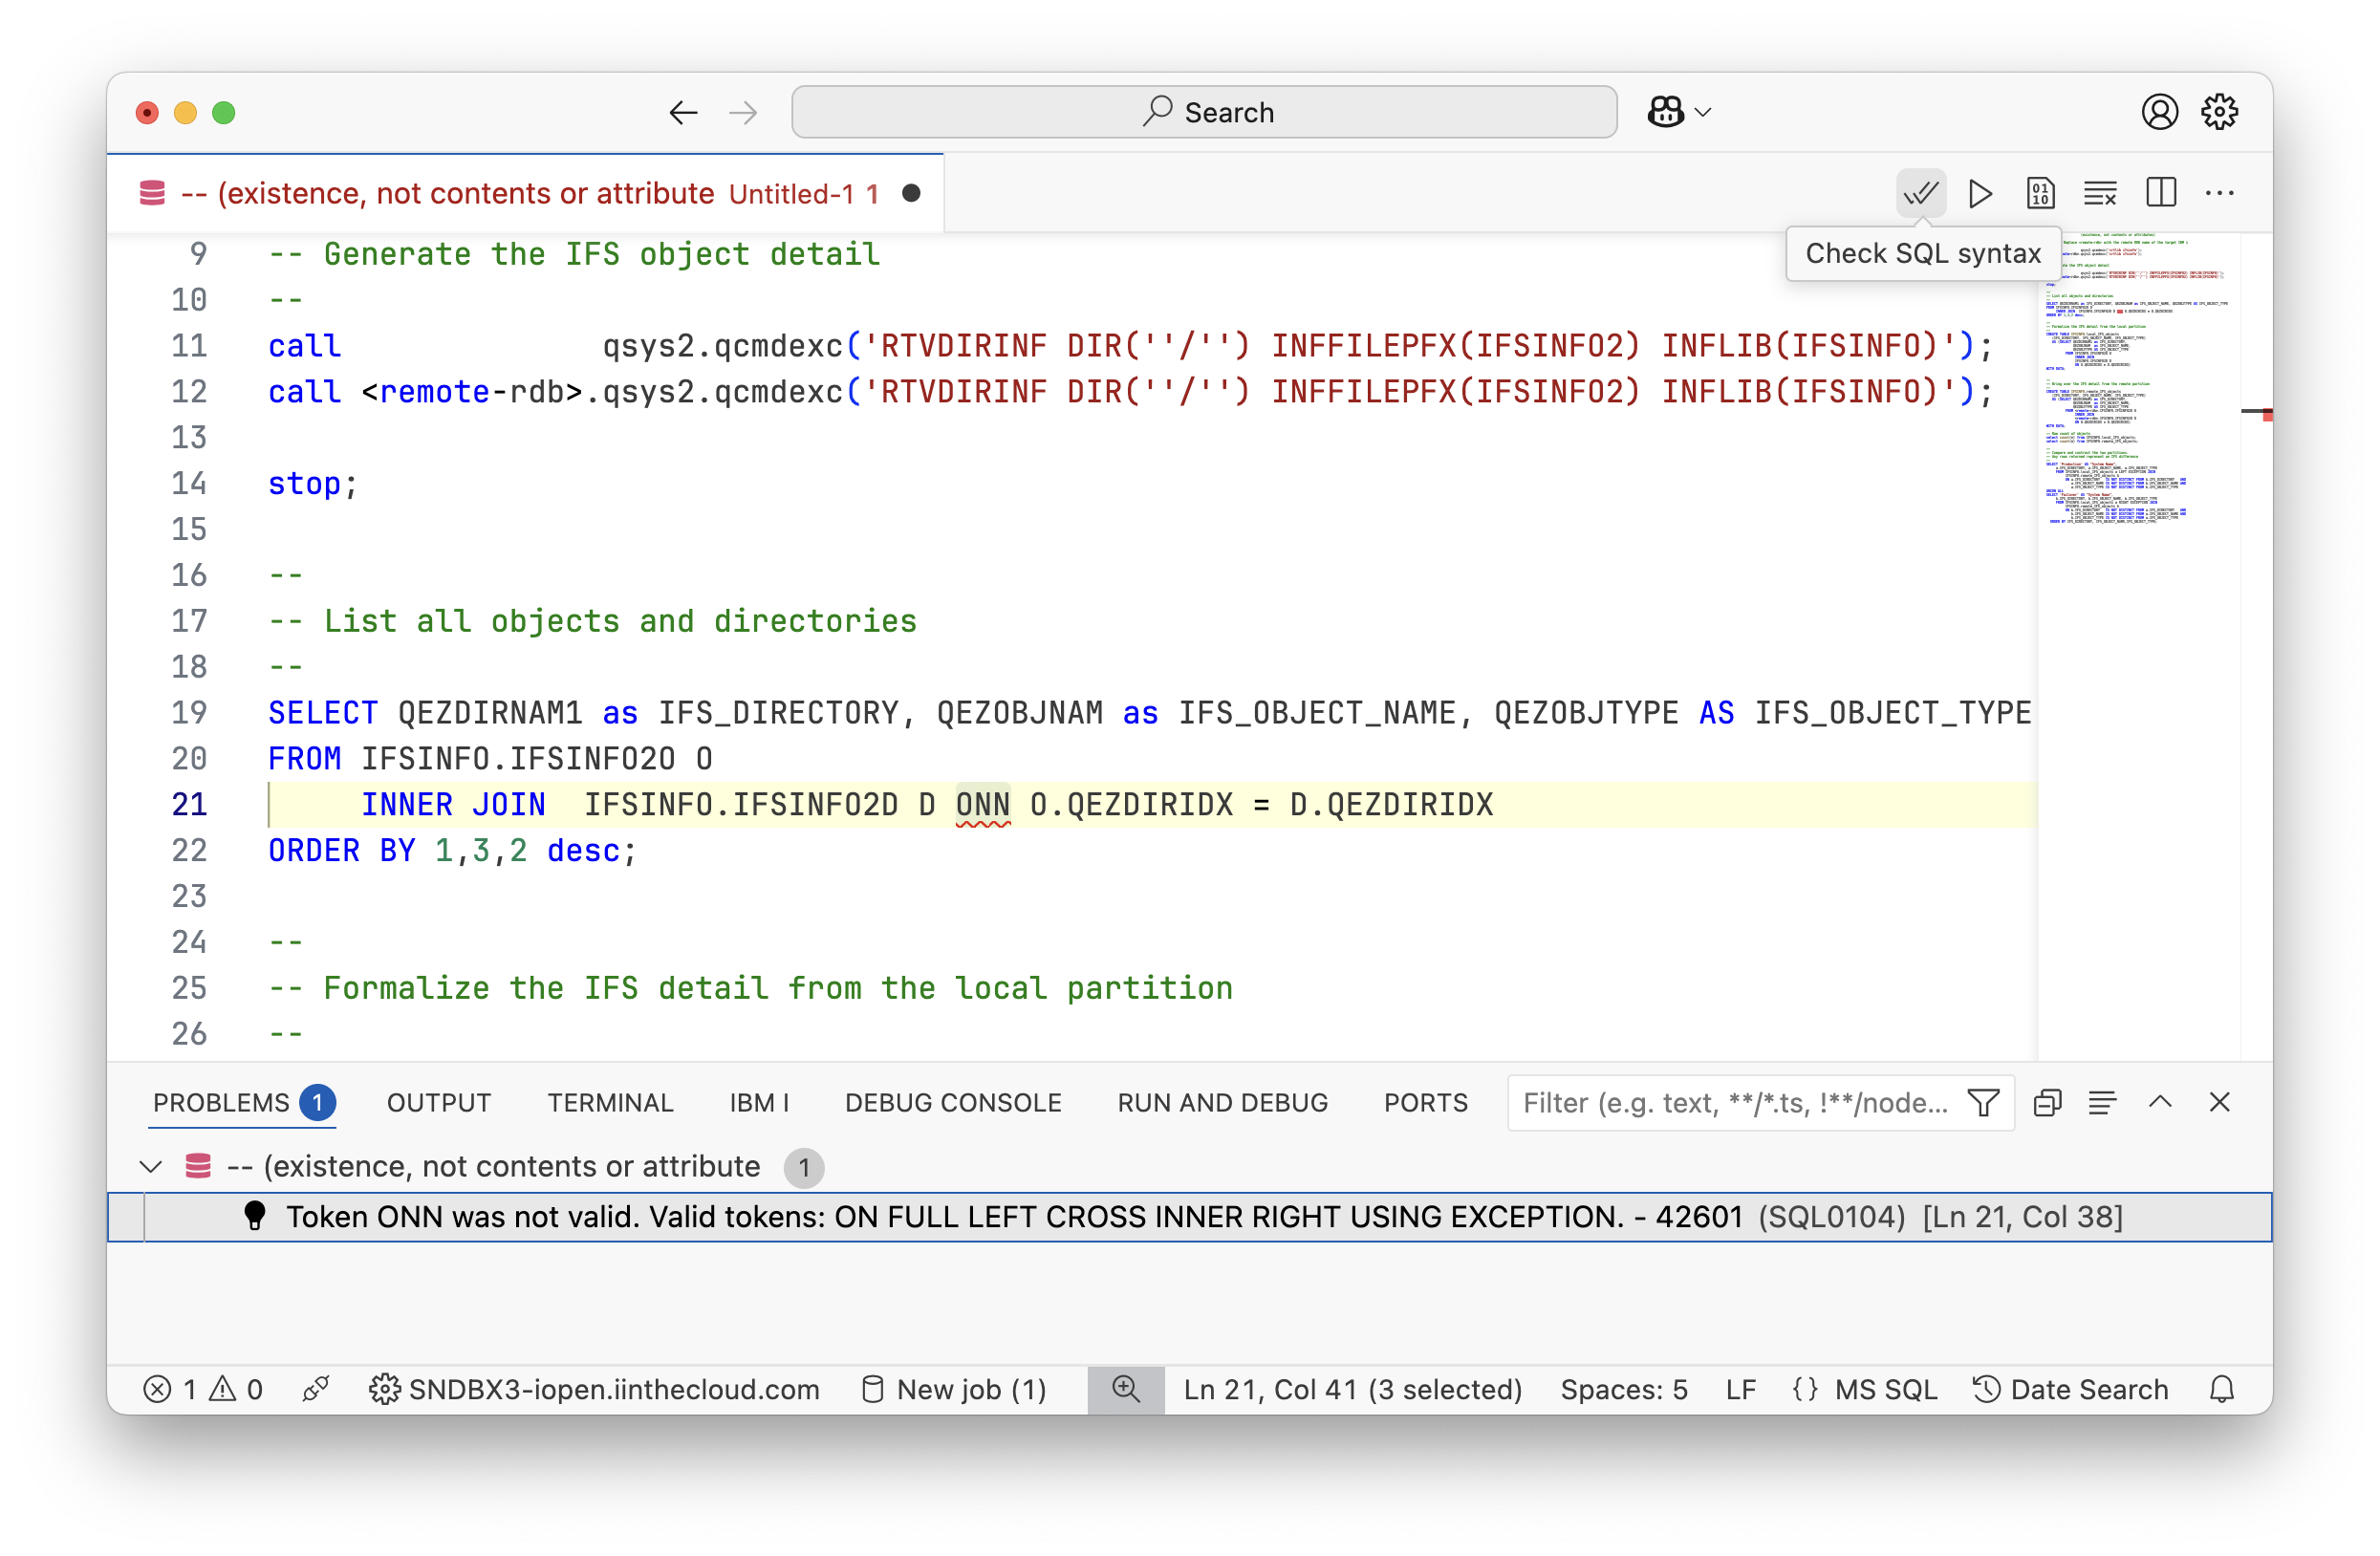 Search
-- (existence, not contents or attribute Untitled-1 1
Check SQL syntax
9 -- Generate the IFS object detail
10 --
11 call              qsys2.qcmdexc('RTVDIRINF DIR(''/'') INFFILEPFX(IFSINFO2) INFLIB(IFSINFO)');
12 call <remote-rdb>.qsys2.qcmdexc('RTVDIRINF DIR(''/'') INFFILEPFX(IFSINFO2) INFLIB(IFSINFO)');
13
14 stop;
15
16 --
17 -- List all objects and directories
18 --
19 SELECT QEZDIRNAM1 as IFS_DIRECTORY, QEZOBJNAM as IFS_OBJECT_NAME, QEZOBJTYPE AS IFS_OBJECT_TYPE
20 FROM IFSINFO.IFSINFO2O O
21      INNER JOIN  IFSINFO.IFSINFO2D D ONN O.QEZDIRIDX = D.QEZDIRIDX
22 ORDER BY 1,3,2 desc;
23
24 --
25 -- Formalize the IFS detail from the local partition
26 --
PROBLEMS 1 OUTPUT TERMINAL IBM I DEBUG CONSOLE RUN AND DEBUG PORTS Filter (e.g. text, **/*.ts, !**/node...
-- (existence, not contents or attribute 1
Token ONN was not valid. Valid tokens: ON FULL LEFT CROSS INNER RIGHT USING EXCEPTION. - 42601 (SQL0104) [Ln 21, Col 38]
1 0 SNDBX3-iopen.iinthecloud.com New job (1) Ln 21, Col 41 (3 selected) Spaces: 5 LF {} MS SQL Date Search